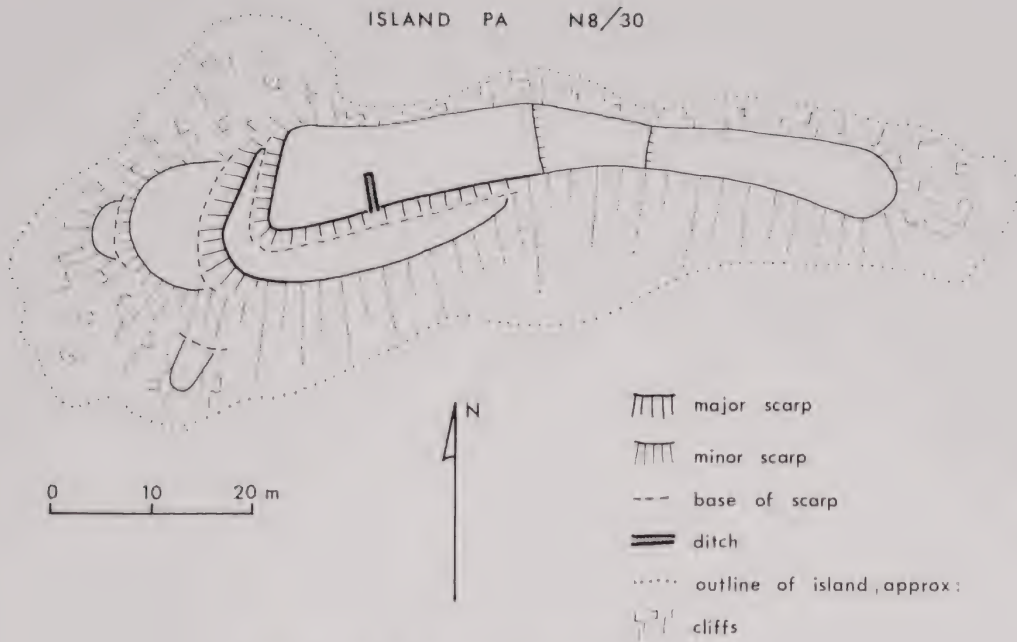 ISLAND PA N8/30
N
0 10 20 m
major scarp
minor scarp
base of scarp
ditch
outline of island, approx:
cliffs